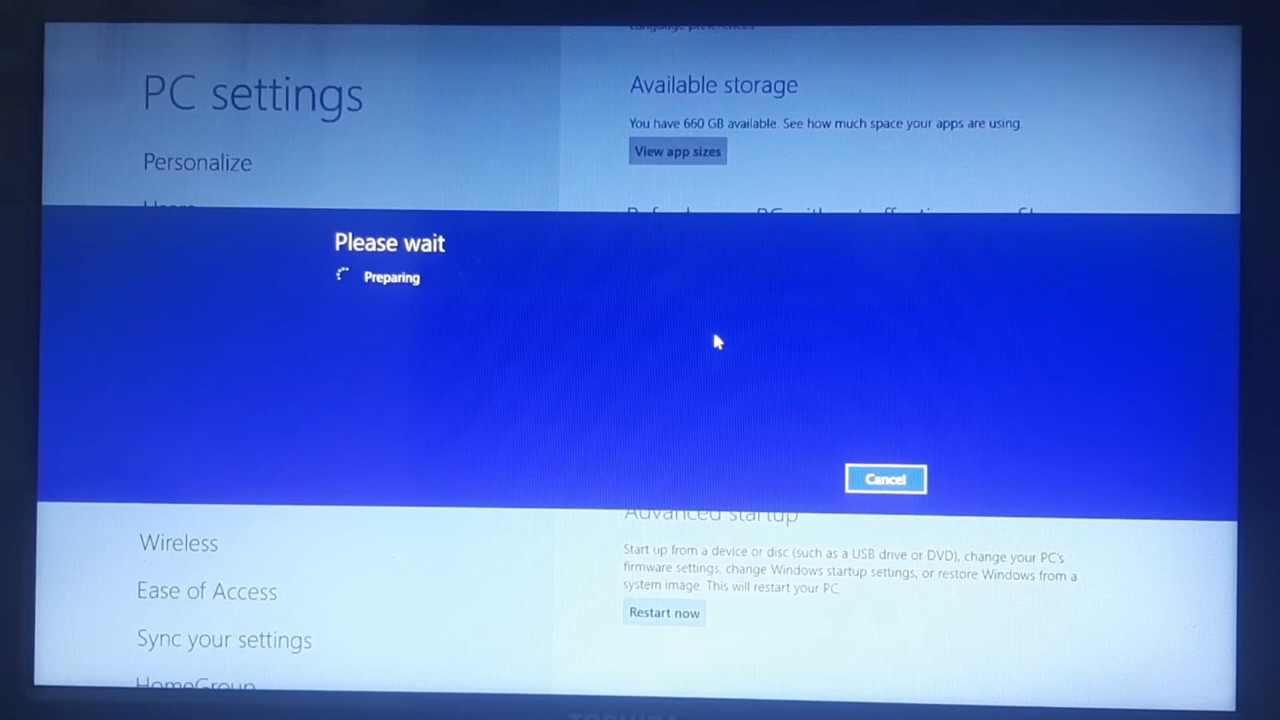 PC settings
Personalize
Available storage
You have 660 GB available. See how much space your apps are using.
View app sizes
Please wait
Preparing
Cancel
Wireless
Ease of Access
Sync your settings
HomeGroup
Advanced startup
Start up from a device or disc (such as a USB drive or DVD), change your PC's
firmware settings, change Windows startup settings, or restore Windows from a
system image. This will restart your PC.
Restart now